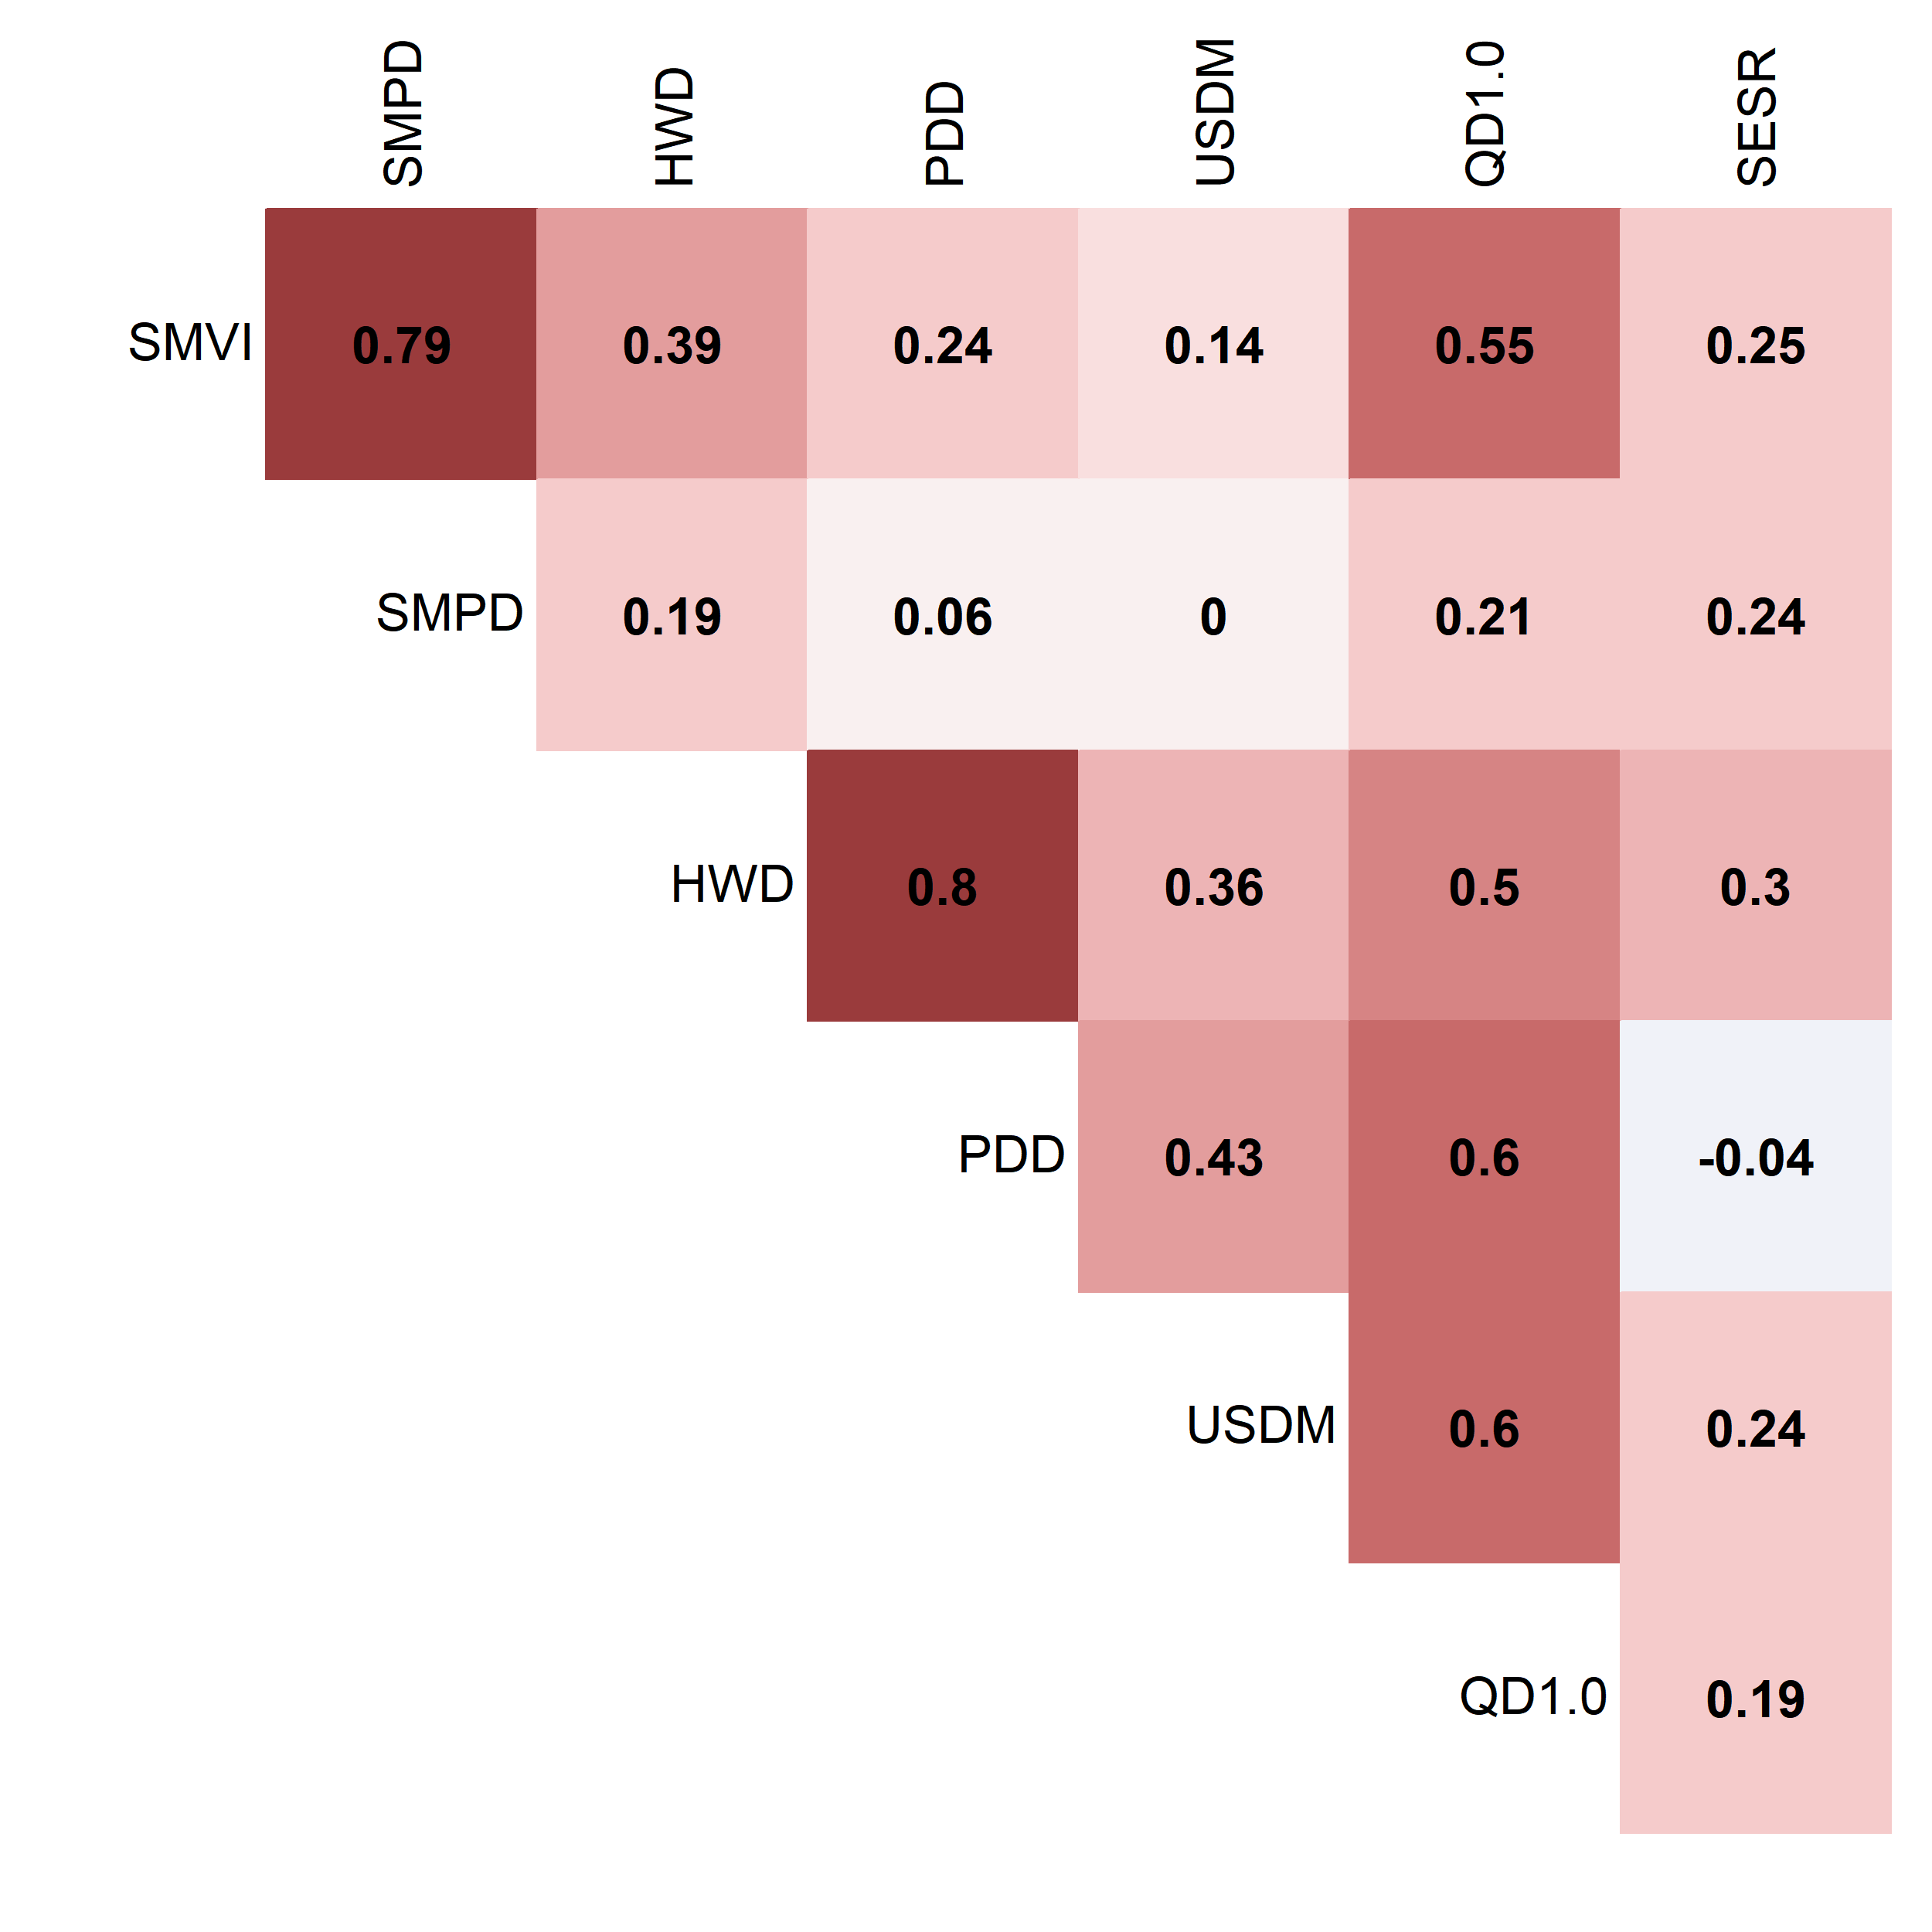 SMPD HWD PDD USDM QD1.0 SESR
SMVI 0.79 0.39 0.24 0.14 0.55 0.25
SMPD 0.19 0.06 0 0.21 0.24
HWD 0.8 0.36 0.5 0.3
PDD 0.43 0.6 -0.04
USDM 0.6 0.24
QD1.0 0.19